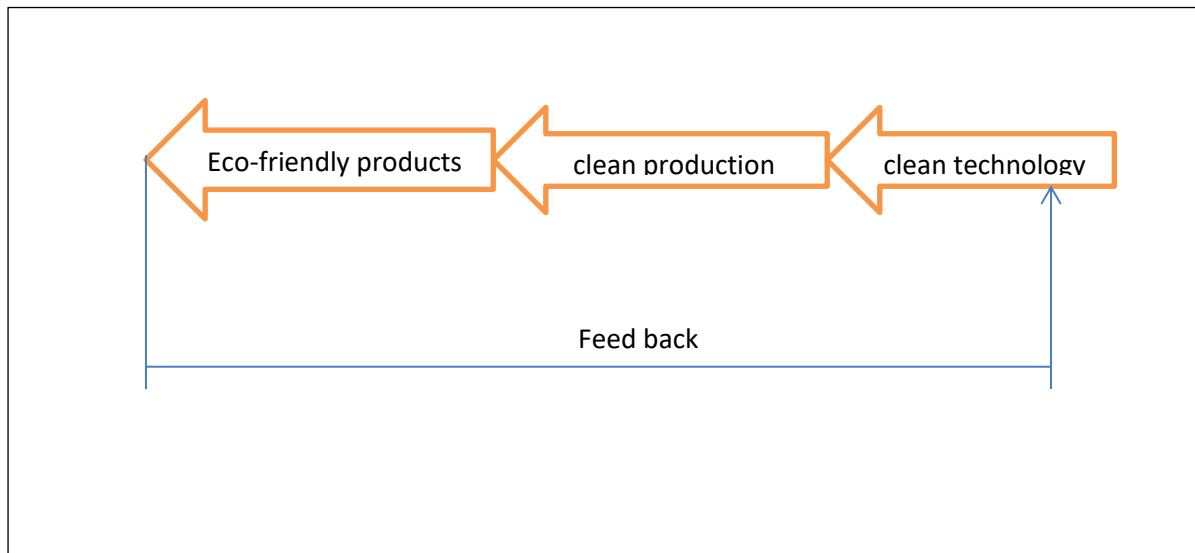 Eco-friendly products
clean production
clean technology
Feed back